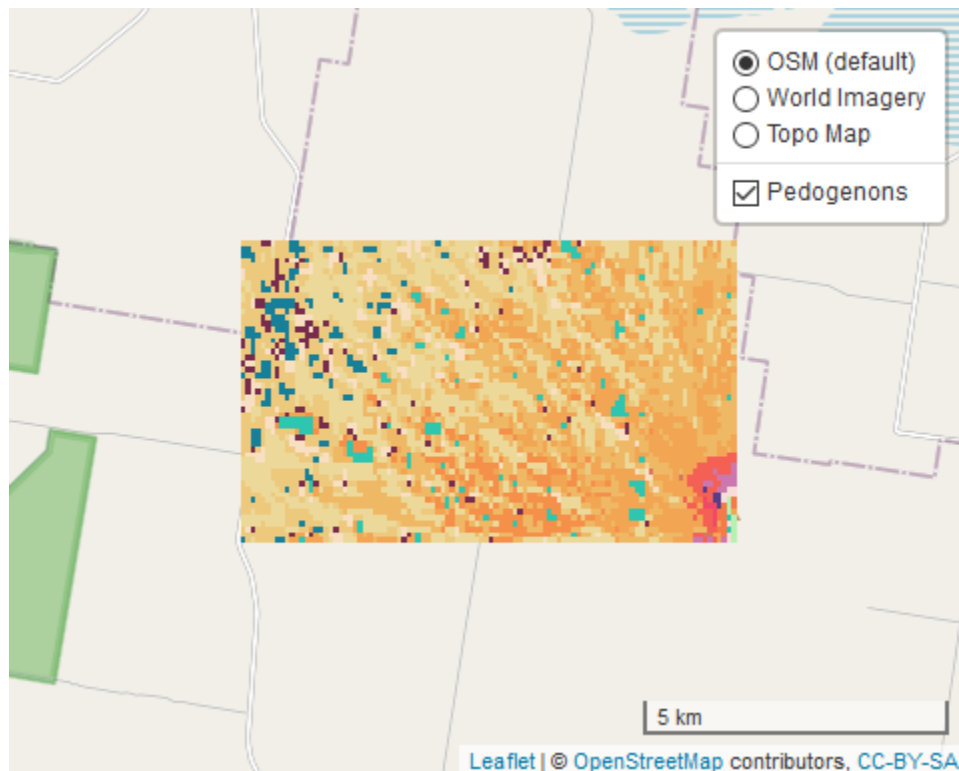 OSM (default)
World Imagery
Topo Map
Pedogenons
5 km
Leaflet | © OpenStreetMap contributors, CC-BY-SA